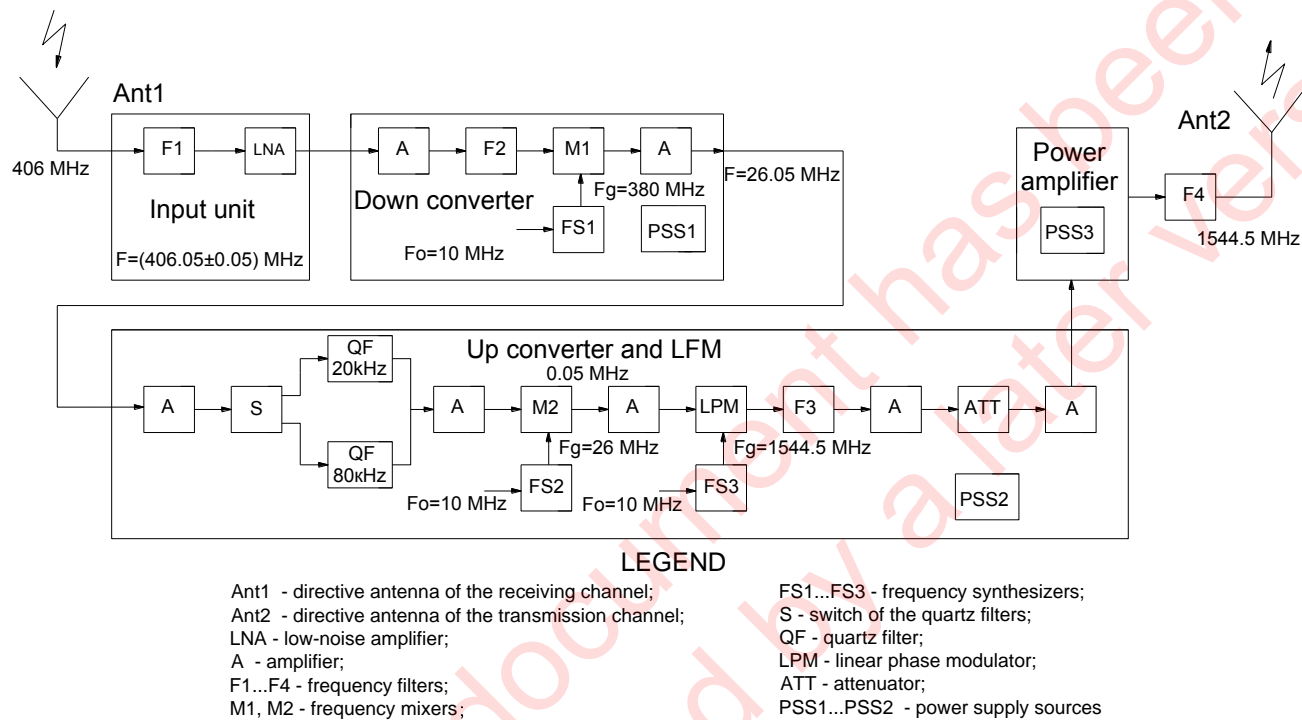 Ant1
406 MHz
F1
LNA
Input unit
F=(406.05±0.05) MHz
A
F2
M1
A
Fg=380 MHz
Down converter
FS1
PSS1
Fo=10 MHz
F=26.05 MHz
Power
amplifier
PSS3
Ant2
F4
1544.5 MHz
Up converter and LFM
A
S
QF
20kHz
QF
80кHz
A
M2
0.05 MHz
A
LPM
F3
A
ATT
A
Fg=26 MHz
Fg=1544.5 MHz
Fo=10 MHz
FS2
Fo=10 MHz
FS3
PSS2
LEGEND
Ant1 - directive antenna of the receiving channel;
Ant2 - directive antenna of the transmission channel;
LNA - low-noise amplifier;
A - amplifier;
F1...F4 - frequency filters;
M1, M2 - frequency mixers;
FS1...FS3 - frequency synthesizers;
S - switch of the quartz filters;
QF - quartz filter;
LPM - linear phase modulator;
ATT - attenuator;
PSS1...PSS2 - power supply sources
document has been
d by a later vers